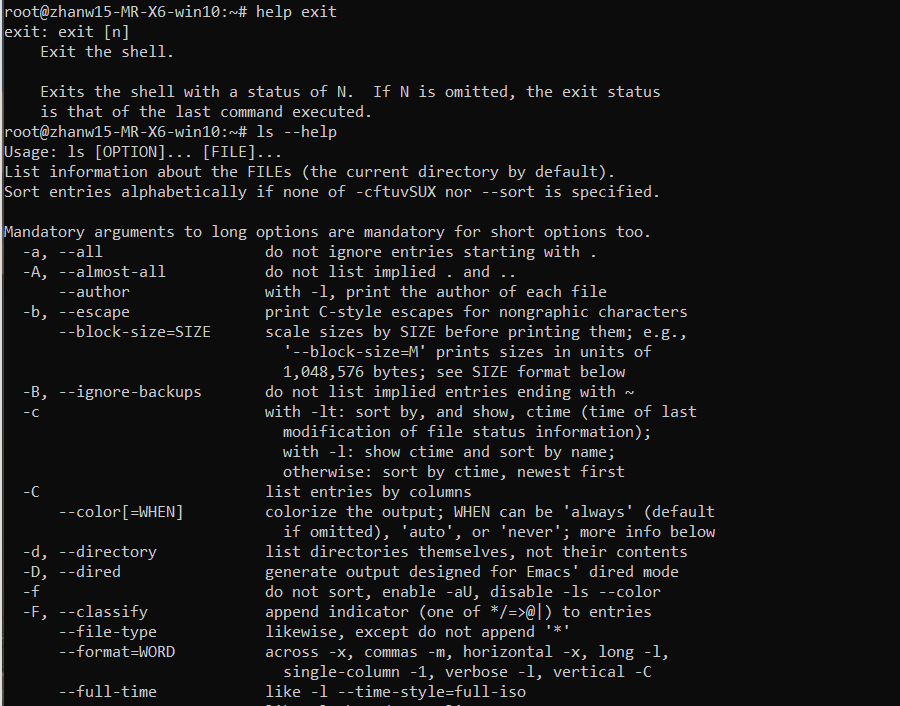 root@zhanw15-MR-X6-win10:~# help exit
exit: exit [n]
    Exit the shell.

    Exits the shell with a status of N.  If N is omitted, the exit status
    is that of the last command executed.
root@zhanw15-MR-X6-win10:~# ls --help
Usage: ls [OPTION]... [FILE]...
List information about the FILEs (the current directory by default).
Sort entries alphabetically if none of -cftuvSUX nor --sort is specified.

Mandatory arguments to long options are mandatory for short options too.
  -a, --all                  do not ignore entries starting with .
  -A, --almost-all           do not list implied . and ..
      --author               with -l, print the author of each file
  -b, --escape               print C-style escapes for nongraphic characters
      --block-size=SIZE      scale sizes by SIZE before printing them; e.g.,
                               '--block-size=M' prints sizes in units of
                               1,048,576 bytes; see SIZE format below
  -B, --ignore-backups       do not list implied entries ending with ~
  -c                         with -lt: sort by, and show, ctime (time of last
                               modification of file status information);
                               with -l: show ctime and sort by name;
                               otherwise: sort by ctime, newest first
  -C                         list entries by columns
      --color[=WHEN]         colorize the output; WHEN can be 'always' (default
                               if omitted), 'auto', or 'never'; more info below
  -d, --directory            list directories themselves, not their contents
  -D, --dired                generate output designed for Emacs' dired mode
  -f                         do not sort, enable -aU, disable -ls --color
  -F, --classify             append indicator (one of */=>@|) to entries
      --file-type            likewise, except do not append '*'
      --format=WORD          across -x, commas -m, horizontal -x, long -l,
                               single-column -1, verbose -l, vertical -C
      --full-time            like -l --time-style=full-iso